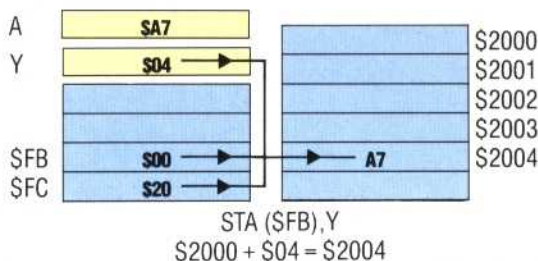 A $A7 $2000
Y $04 $2001
$2002
$2003
$FB $00 A7 $2004
$FC $20
STA ($FB),Y
$2000 + $04 = $2004